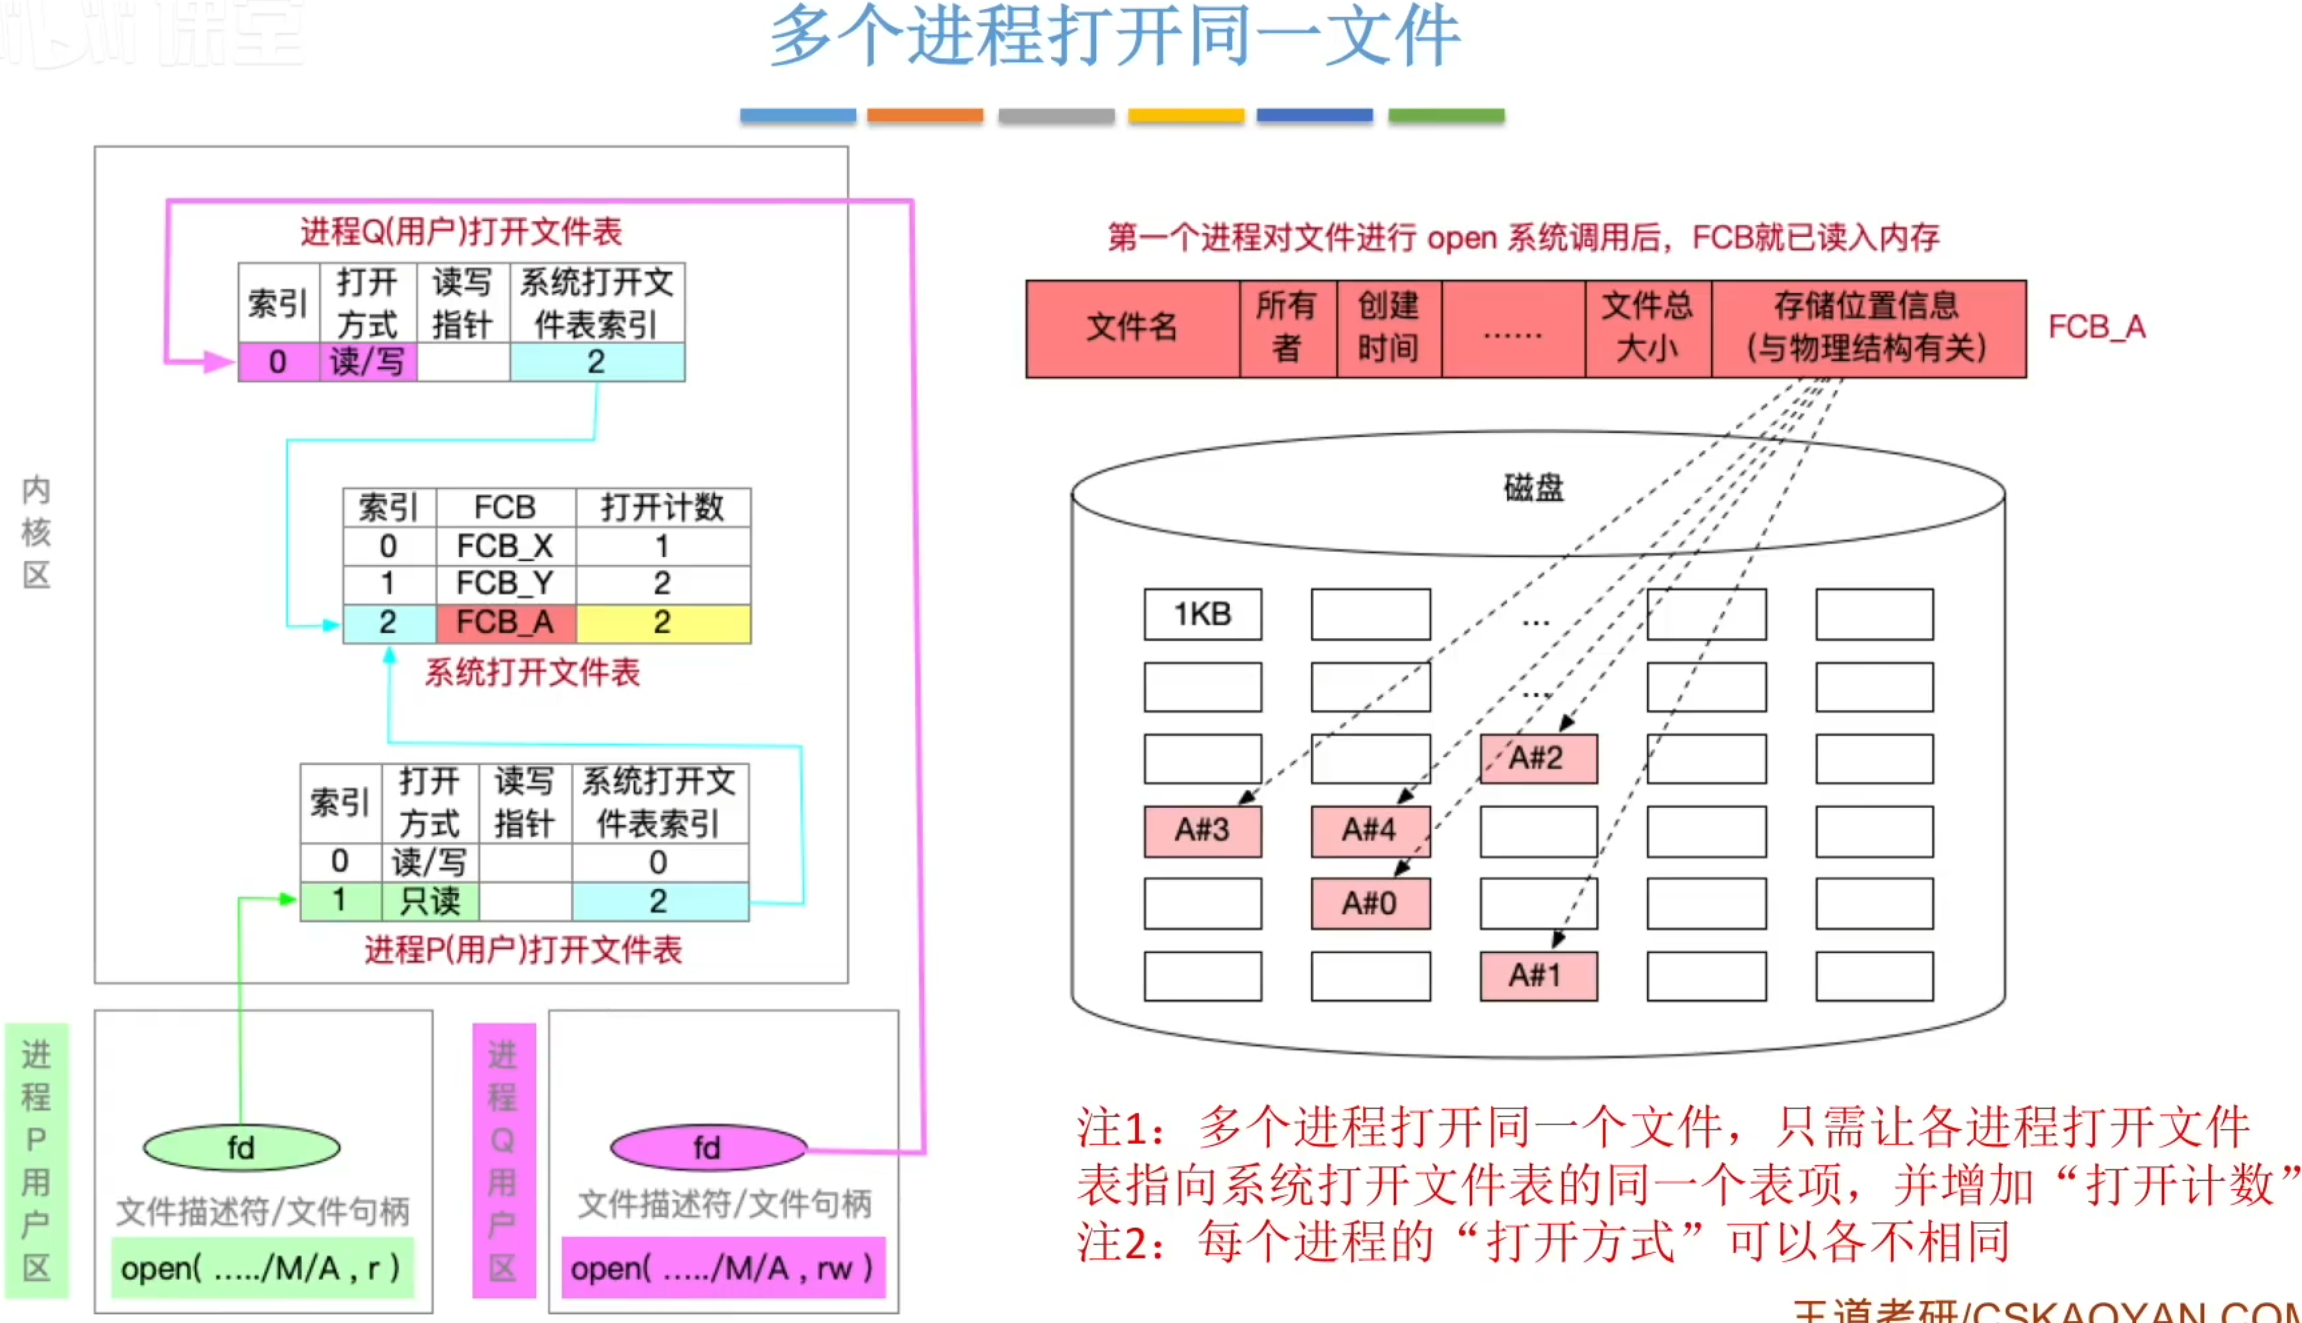 课堂
多个进程打开同一文件
内核区
进程Q(用户)打开文件表
索引 打开方式 读写指针 系统打开文件表索引
0 读/写 2
索引 FCB 打开计数
0 FCB_X 1
1 FCB_Y 2
2 FCB_A 2
系统打开文件表
索引 打开方式 读写指针 系统打开文件表索引
0 读/写 0
1 只读 2
进程P(用户)打开文件表
进程P用户区
fd
文件描述符/文件句柄
open( …../M/A , r )
进程Q用户区
fd
文件描述符/文件句柄
open( …../M/A , rw )
第一个进程对文件进行 open 系统调用后，FCB就已读入内存
文件名 所有者 创建时间 …… 文件总大小 存储位置信息(与物理结构有关) FCB_A
磁盘
1KB ...
...
A#2
A#3 A#4
A#0
A#1
注1：多个进程打开同一个文件，只需让各进程打开文件
表指向系统打开文件表的同一个表项，并增加“打开计数”
注2：每个进程的“打开方式”可以各不相同
王道考研/CSKAOYAN.COM